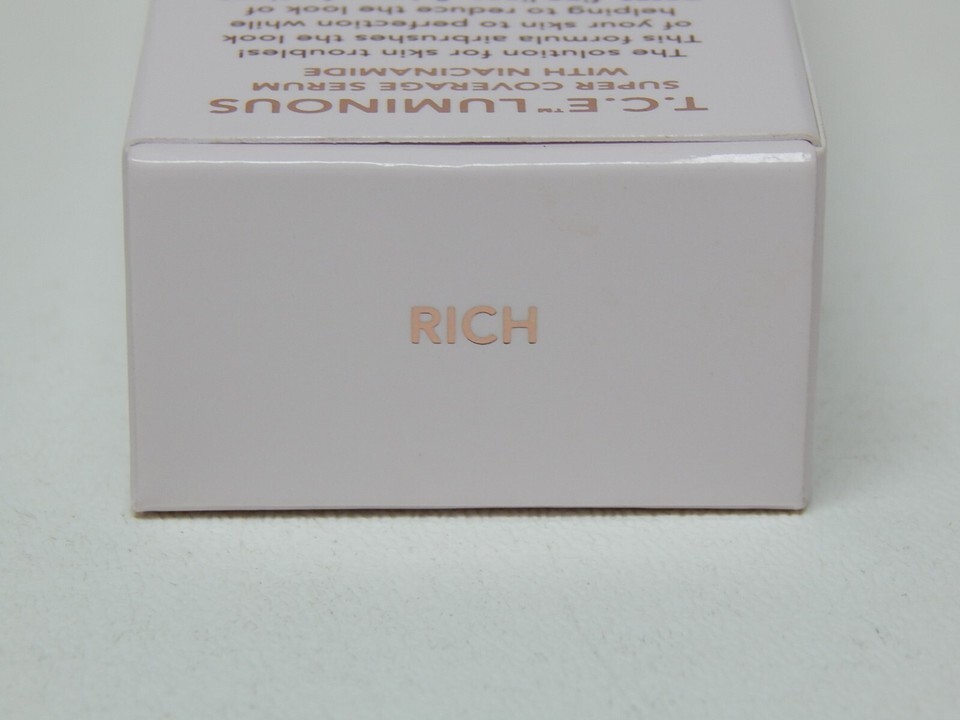 T.C.E™ LUMINOUS
SUPER COVERAGE SERUM
WITH NIACINAMIDE
The solution for skin troubles!
This formula airbrushes the look
of your skin to perfection while
helping to reduce the look of
RICH